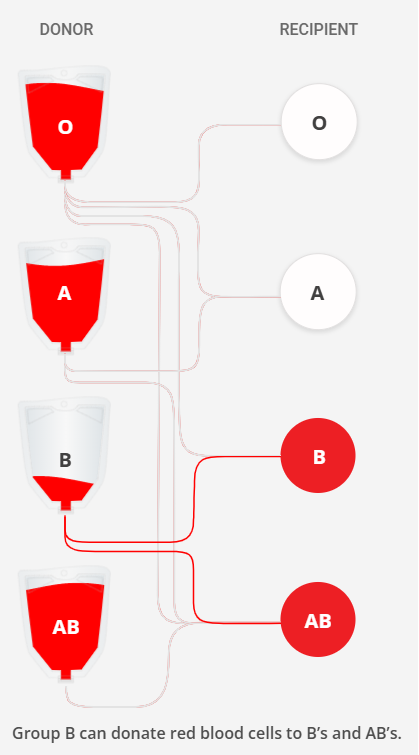 DONOR RECIPIENT
O O
A A
B B
AB AB
Group B can donate red blood cells to B's and AB's.